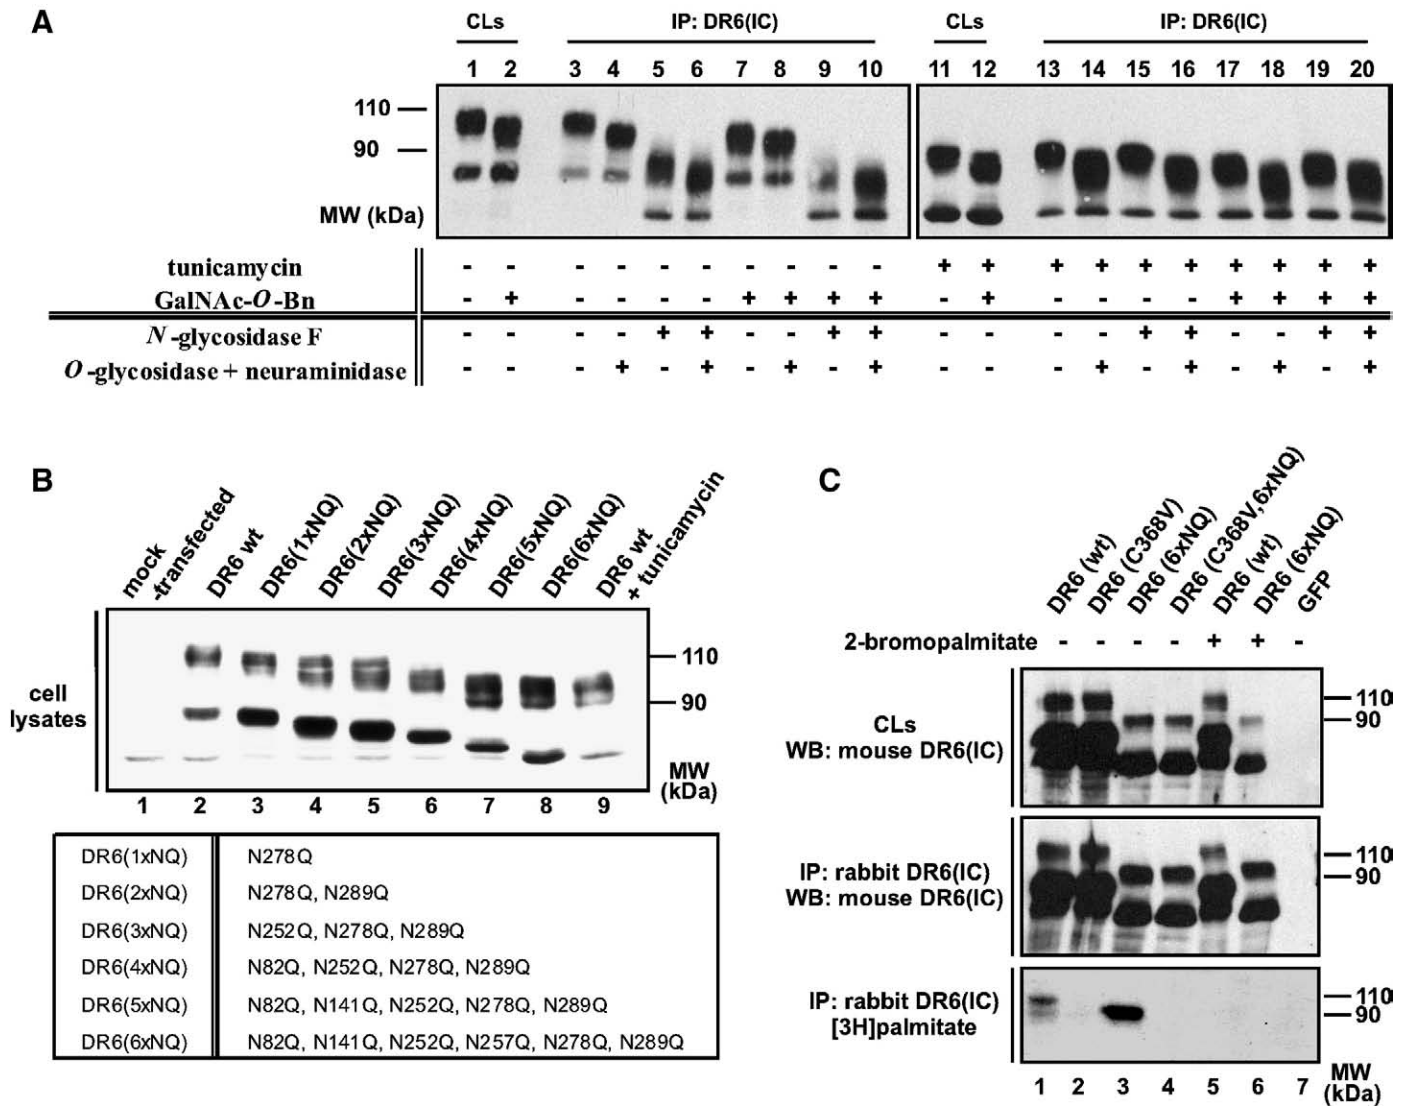 A
CLs IP: DR6(IC) CLs IP: DR6(IC)
1 2 3 4 5 6 7 8 9 10 11 12 13 14 15 16 17 18 19 20
110
90
MW (kDa)
tunicamycin - - - - - - - - - - + + + + + + + + + +
GalNAc-O-Bn - + - - - - + + + + - + - - - - + + + +
N-glycosidase F - - - - + + - - + + - - + + - - + +
O-glycosidase + neuraminidase - - - + - + - + - + - + - + - + - +
B
mock -transfected
DR6 wt
DR6(1xNQ)
DR6(2xNQ)
DR6(3xNQ)
DR6(4xNQ)
DR6(5xNQ)
DR6(6xNQ)
DR6 wt + tunicamycin
cell
lysates
110
90
MW
(kDa)
1 2 3 4 5 6 7 8 9
DR6(1xNQ) N278Q
DR6(2xNQ) N278Q, N289Q
DR6(3xNQ) N252Q, N278Q, N289Q
DR6(4xNQ) N82Q, N252Q, N278Q, N289Q
DR6(5xNQ) N82Q, N141Q, N252Q, N278Q, N289Q
DR6(6xNQ) N82Q, N141Q, N252Q, N257Q, N278Q, N289Q
C
DR6 (wt)
DR6 (C368V)
DR6 (6xNQ)
DR6 (C368V,6xNQ)
DR6 (wt)
DR6 (6xNQ)
GFP
2-bromopalmitate - - - - + + -
CLs
WB: mouse DR6(IC)
110
90
IP: rabbit DR6(IC)
WB: mouse DR6(IC)
110
90
IP: rabbit DR6(IC)
[3H]palmitate
110
90
1 2 3 4 5 6 7
MW
(kDa)